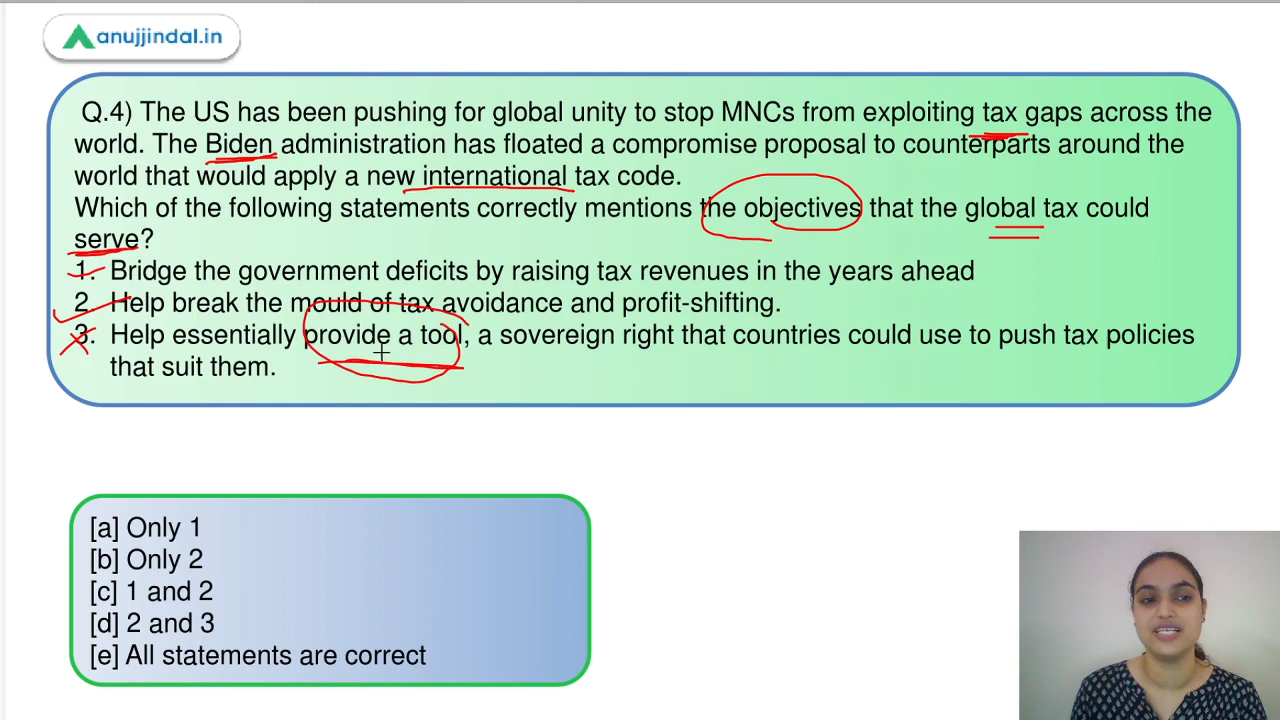 anujjindal.in
Q.4) The US has been pushing for global unity to stop MNCs from exploiting tax gaps across the
world. The Biden administration has floated a compromise proposal to counterparts around the
world that would apply a new international tax code.
Which of the following statements correctly mentions the objectives that the global tax could
serve?
1. Bridge the government deficits by raising tax revenues in the years ahead
2. Help break the mould of tax avoidance and profit-shifting.
3. Help essentially provide a tool, a sovereign right that countries could use to push tax policies
that suit them.
[a] Only 1
[b] Only 2
[c] 1 and 2
[d] 2 and 3
[e] All statements are correct